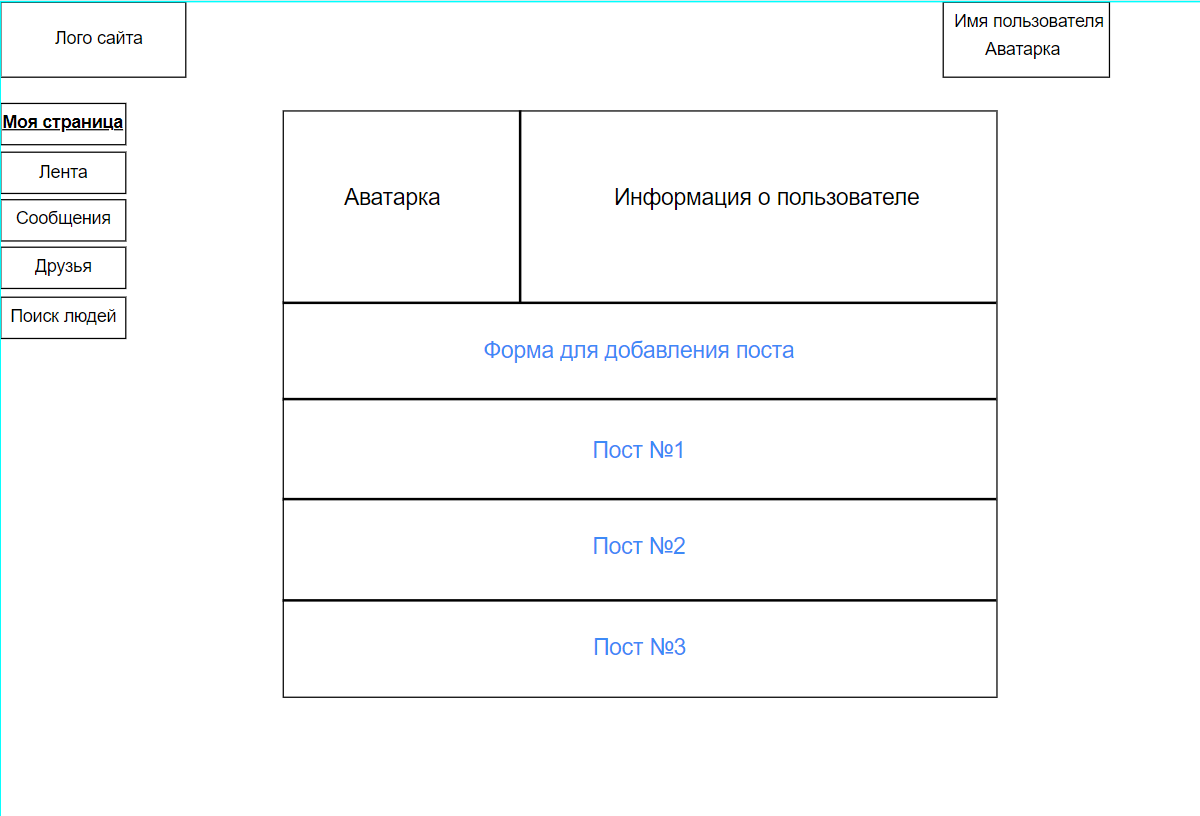 Лого сайта
Имя пользователя
Аватарка
Моя страница
Лента
Сообщения
Друзья
Поиск людей
Аватарка
Информация о пользователе
Форма для добавления поста
Пост №1
Пост №2
Пост №3